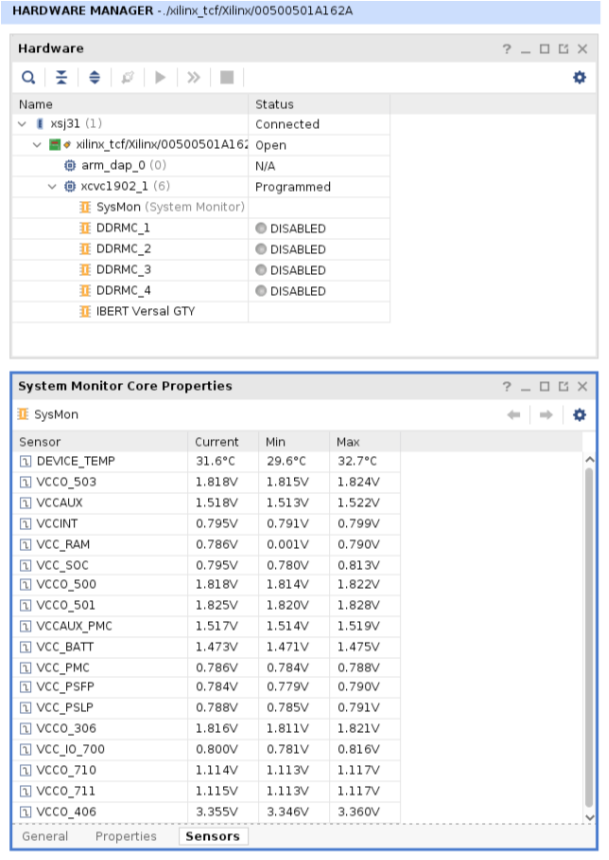 HARDWARE MANAGER - ./xilinx_tcf/Xilinx/00500501A162A
Hardware
Name Status
xsj31 (1) Connected
xilinx_tcf/Xilinx/00500501A162 Open
arm_dap_0 (0) N/A
xcvc1902_1 (6) Programmed
SysMon (System Monitor)
DDRMC_1 DISABLED
DDRMC_2 DISABLED
DDRMC_3 DISABLED
DDRMC_4 DISABLED
IBERT Versal GTY
System Monitor Core Properties
SysMon
Sensor Current Min Max
DEVICE_TEMP 31.6°C 29.6°C 32.7°C
VCCO_503 1.818V 1.815V 1.824V
VCCAUX 1.518V 1.513V 1.522V
VCCINT 0.795V 0.791V 0.799V
VCC_RAM 0.786V 0.001V 0.790V
VCC_SOC 0.795V 0.780V 0.813V
VCCO_500 1.818V 1.814V 1.822V
VCCO_501 1.825V 1.820V 1.828V
VCCAUX_PMC 1.517V 1.514V 1.519V
VCC_BATT 1.473V 1.471V 1.475V
VCC_PMC 0.786V 0.784V 0.788V
VCC_PSFP 0.784V 0.779V 0.790V
VCC_PSLP 0.788V 0.785V 0.791V
VCCO_306 1.816V 1.811V 1.821V
VCC_IO_700 0.800V 0.781V 0.816V
VCCO_710 1.114V 1.113V 1.117V
VCCO_711 1.115V 1.113V 1.117V
VCCO_406 3.355V 3.346V 3.360V
General Properties Sensors